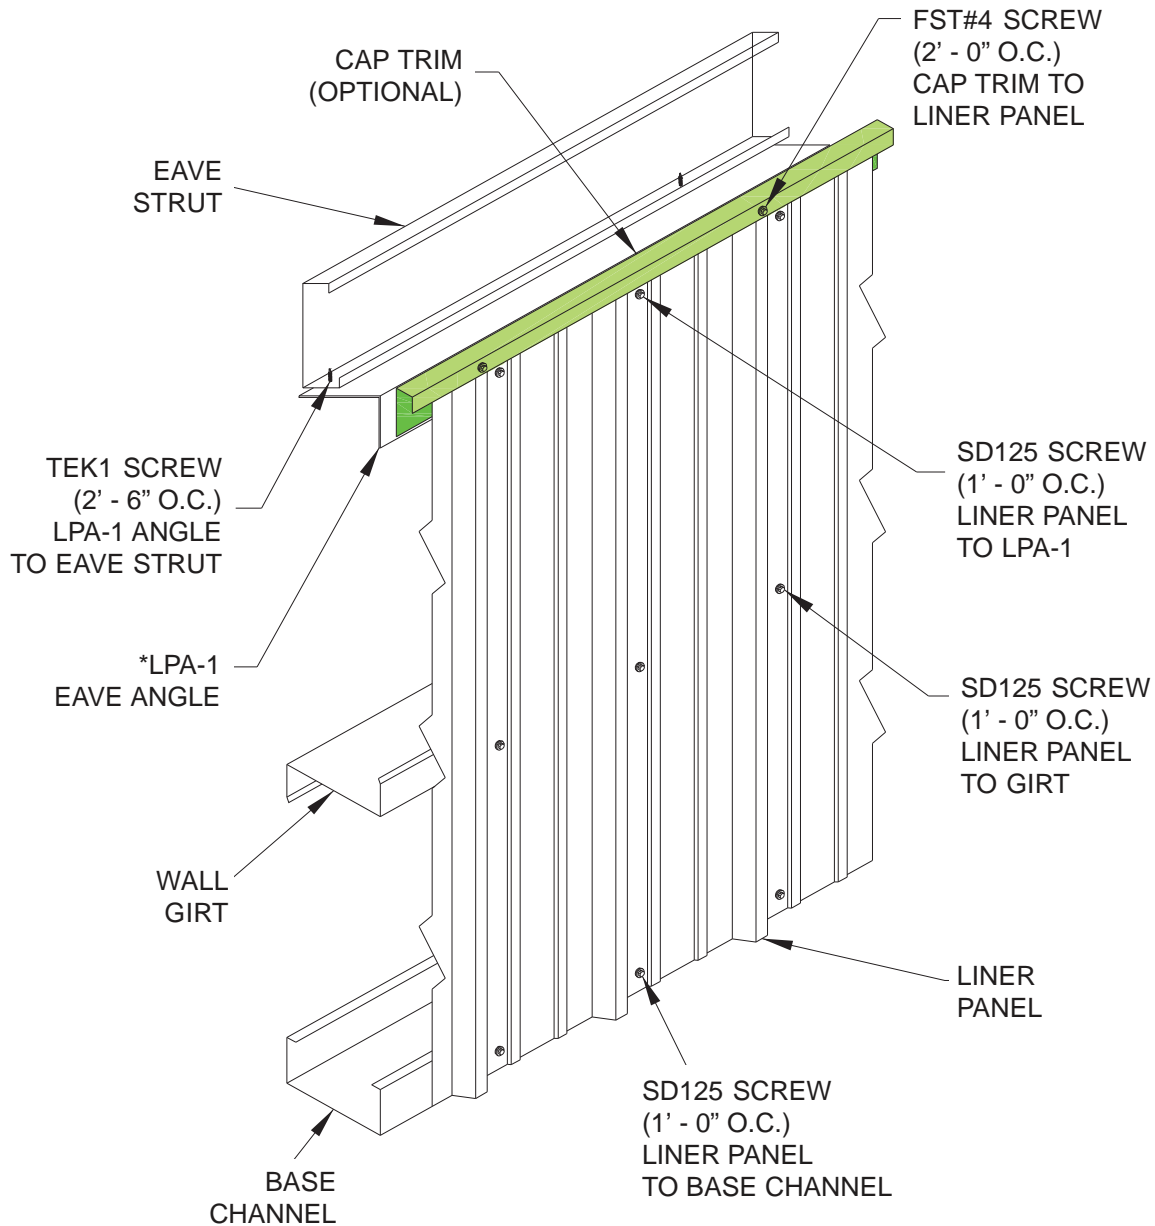 FST#4 SCREW
(2’ - 0” O.C.)
CAP TRIM TO
LINER PANEL
CAP TRIM
(OPTIONAL)
EAVE
STRUT
TEK1 SCREW
(2’ - 6” O.C.)
LPA-1 ANGLE
TO EAVE STRUT
SD125 SCREW
(1’ - 0” O.C.)
LINER PANEL
TO LPA-1
*LPA-1
EAVE ANGLE
SD125 SCREW
(1’ - 0” O.C.)
LINER PANEL
TO GIRT
WALL
GIRT
LINER
PANEL
SD125 SCREW
(1’ - 0” O.C.)
LINER PANEL
TO BASE CHANNEL
BASE
CHANNEL